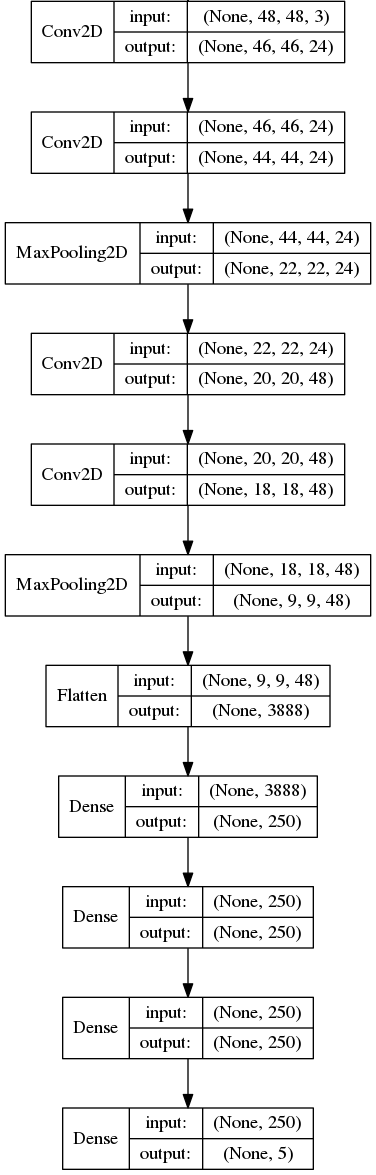 Conv2D
input: (None, 48, 48, 3)
output: (None, 46, 46, 24)
Conv2D
input: (None, 46, 46, 24)
output: (None, 44, 44, 24)
MaxPooling2D
input: (None, 44, 44, 24)
output: (None, 22, 22, 24)
Conv2D
input: (None, 22, 22, 24)
output: (None, 20, 20, 48)
Conv2D
input: (None, 20, 20, 48)
output: (None, 18, 18, 48)
MaxPooling2D
input: (None, 18, 18, 48)
output: (None, 9, 9, 48)
Flatten
input: (None, 9, 9, 48)
output: (None, 3888)
Dense
input: (None, 3888)
output: (None, 250)
Dense
input: (None, 250)
output: (None, 250)
Dense
input: (None, 250)
output: (None, 250)
Dense
input: (None, 250)
output: (None, 5)